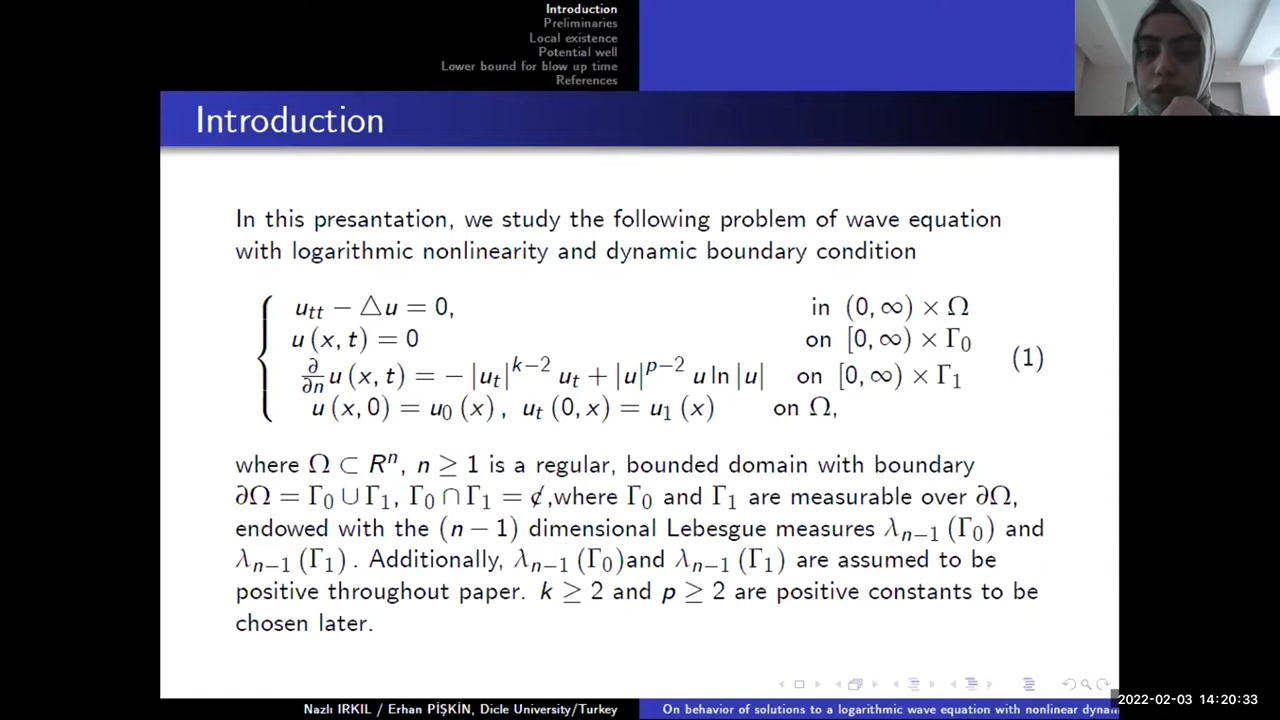 Introduction
Preliminaries
Local existence
Potential well
Lower bound for blow up time
References
Introduction
In this presantation, we study the following problem of wave equation
with logarithmic nonlinearity and dynamic boundary condition
u_{tt} − △u = 0, in (0, ∞) × Ω
u (x, t) = 0 on [0, ∞) × Γ_0
∂/∂n u (x, t) = − |u_t|^{k−2} u_t + |u|^{p−2} u ln |u| on [0, ∞) × Γ_1
u (x, 0) = u_0 (x) , u_t (0, x) = u_1 (x) on Ω,
(1)
where Ω ⊂ R^n, n ≥ 1 is a regular, bounded domain with boundary
∂Ω = Γ_0 ∪ Γ_1, Γ_0 ∩ Γ_1 = ₡,where Γ_0 and Γ_1 are measurable over ∂Ω,
endowed with the (n − 1) dimensional Lebesgue measures λ_{n−1} (Γ_0) and
λ_{n−1} (Γ_1) . Additionally, λ_{n−1} (Γ_0)and λ_{n−1} (Γ_1) are assumed to be
positive throughout paper. k ≥ 2 and p ≥ 2 are positive constants to be
chosen later.
Nazlı IRKIL / Erhan PİŞKİN, Dicle University/Turkey
On behavior of solutions to a logarithmic wave equation with nonlinear dynam
2022-02-03 14:20:33